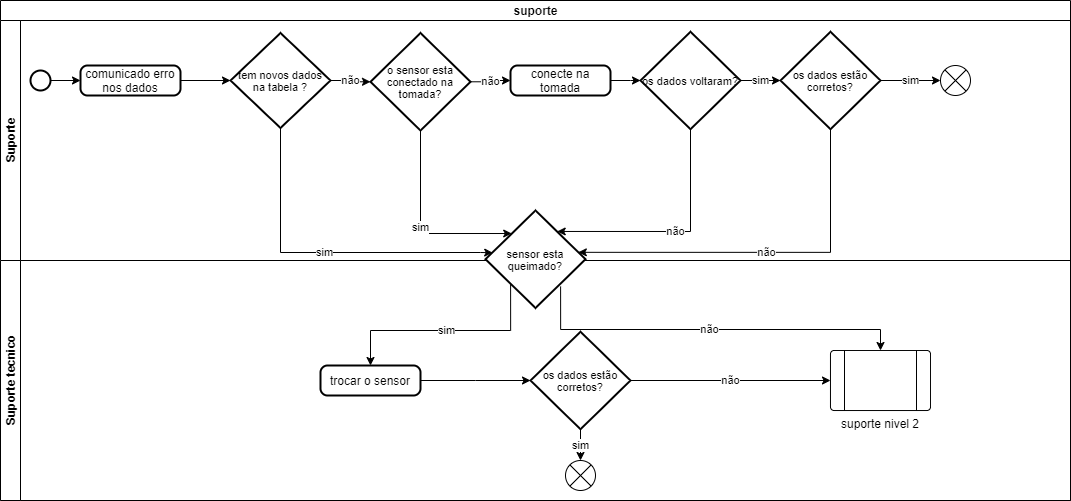 suporte
Suporte
comunicado erro
nos dados
tem novos dados
na tabela ?
não
o sensor esta
conectado na
tomada?
não
conecte na
tomada
os dados voltaram?
sim
os dados estão
corretos?
sim
sim
sim
não
não
sensor esta
queimado?
Suporte tecnico
sim
não
trocar o sensor
os dados estão
corretos?
não
sim
suporte nivel 2